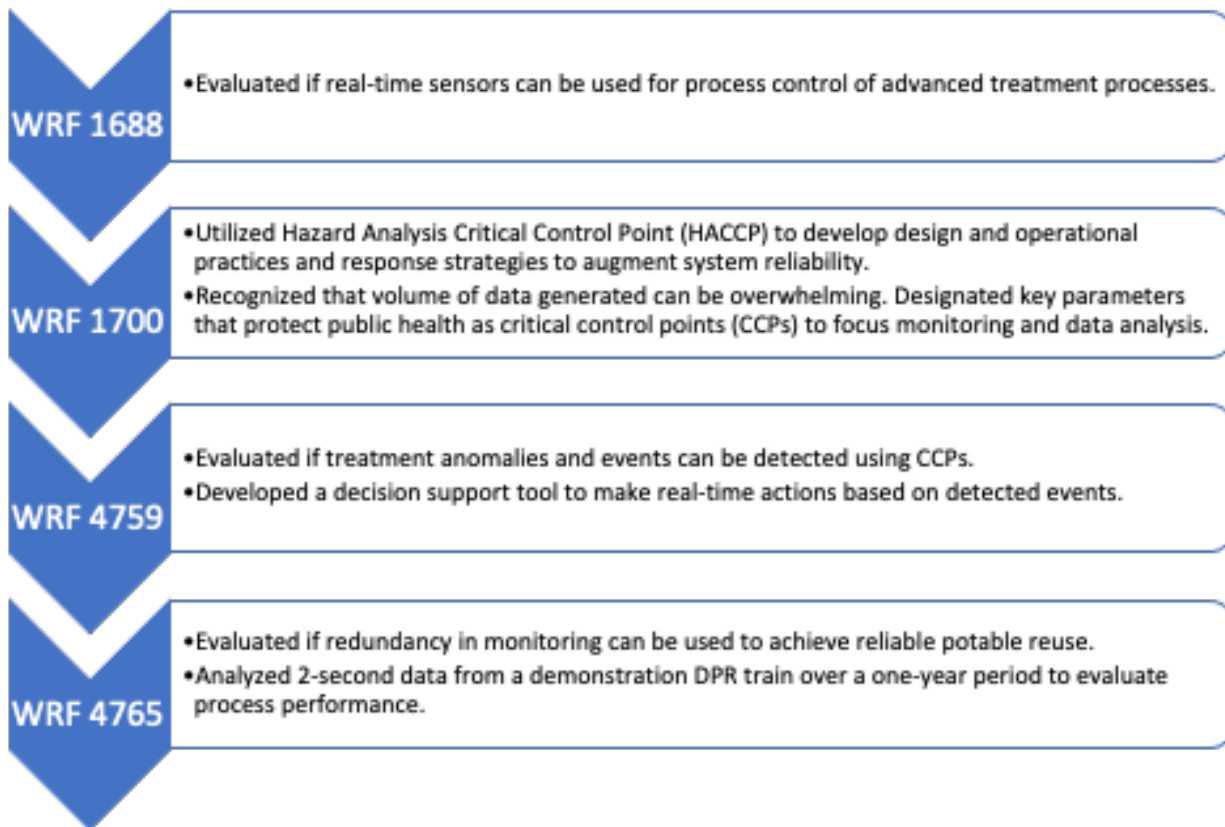 WRF 1688
•Evaluated if real-time sensors can be used for process control of advanced treatment processes.
WRF 1700
•Utilized Hazard Analysis Critical Control Point (HACCP) to develop design and operational
practices and response strategies to augment system reliability.
•Recognized that volume of data generated can be overwhelming. Designated key parameters
that protect public health as critical control points (CCPs) to focus monitoring and data analysis.
WRF 4759
•Evaluated if treatment anomalies and events can be detected using CCPs.
•Developed a decision support tool to make real-time actions based on detected events.
WRF 4765
•Evaluated if redundancy in monitoring can be used to achieve reliable potable reuse.
•Analyzed 2-second data from a demonstration DPR train over a one-year period to evaluate
process performance.